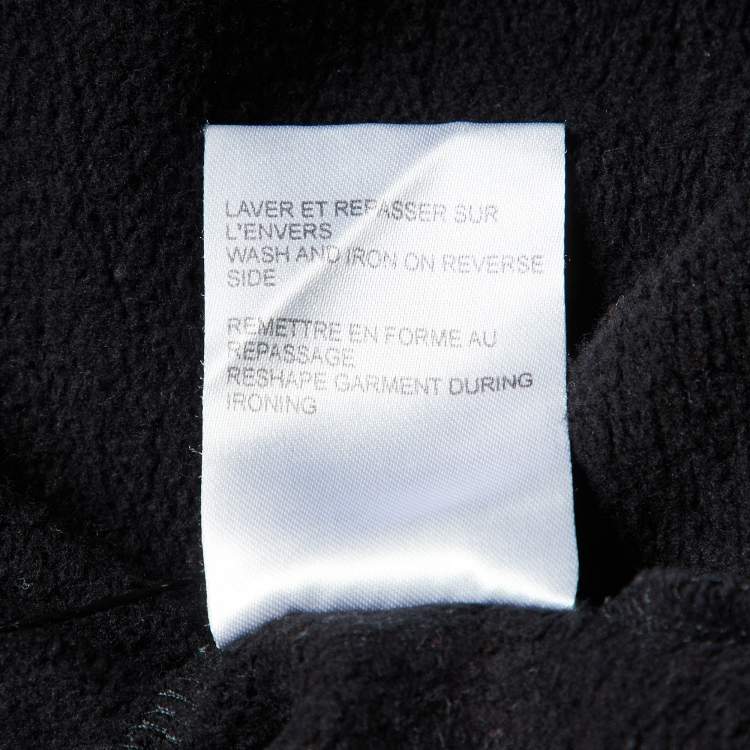 LAVER ET REPASSER SUR
L'ENVERS
WASH AND IRON ON REVERSE
SIDE
REMETTRE EN FORME AU
REPASSAGE
RESHAPE GARMENT DURING
IRONING